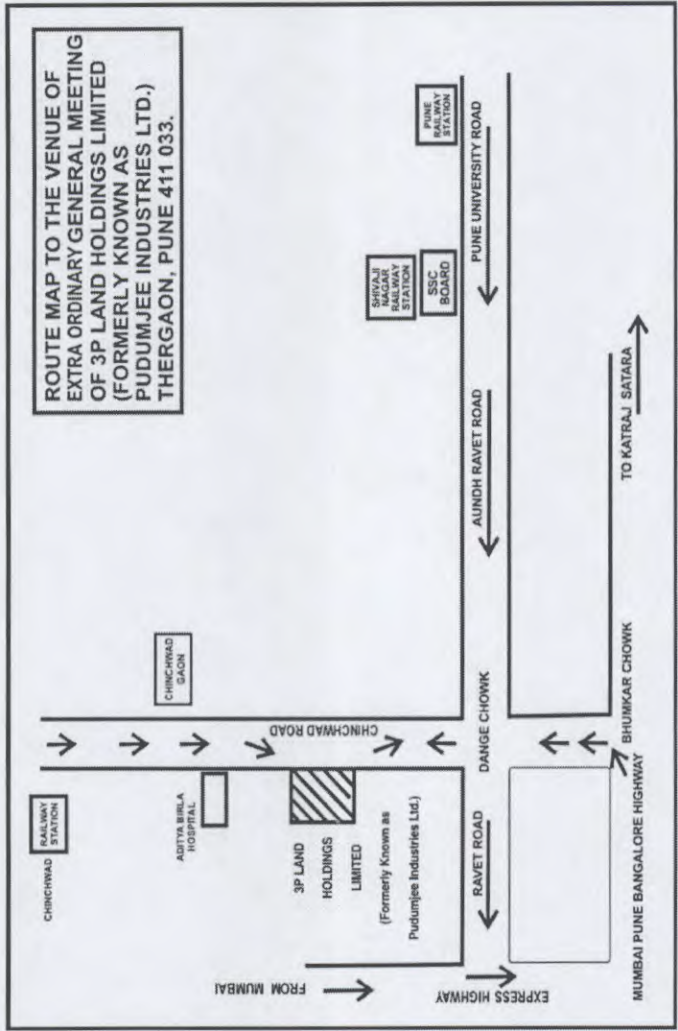 ROUTE MAP TO THE VENUE OF
EXTRA ORDINARY GENERAL MEETING
OF 3P LAND HOLDINGS LIMITED
(FORMERLY KNOWN AS
PUDUMJEE INDUSTRIES LTD.)
THERGAON, PUNE 411 033.
CHINCHWAD
RAILWAY
STATION
CHINCHWAD
GAON
ADITYA BIRLA
HOSPITAL
CHINCHWAD ROAD
3P LAND
HOLDINGS
LIMITED
(Formerly Known as
Pudumjee Industries Ltd.)
FROM MUMBAI
SHIVAJI
NAGAR
RAILWAY
STATION
SSC
BOARD
PUNE
RAILWAY
STATION
RAVET ROAD
DANGE CHOWK
AUNDH RAVET ROAD
PUNE UNIVERSITY ROAD
EXPRESS HIGHWAY
MUMBAI PUNE BANGALORE HIGHWAY
BHUMKAR CHOWK
TO KATRAJ SATARA